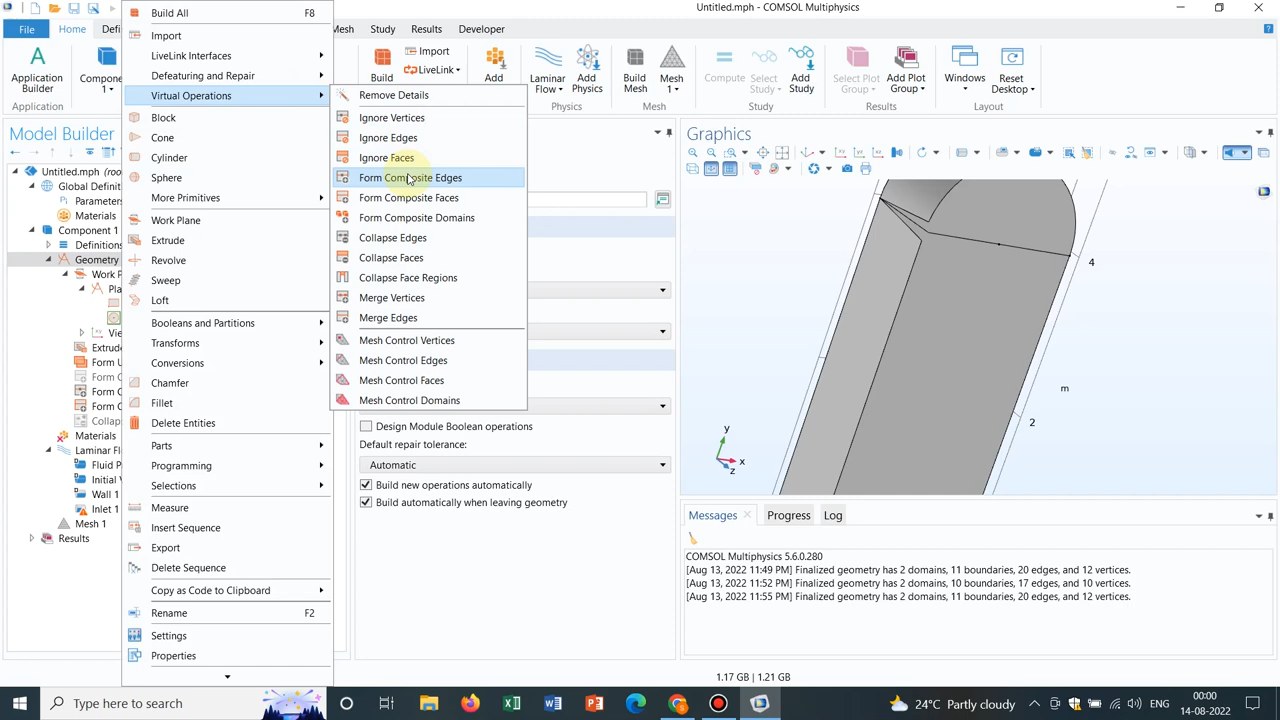 Untitled.mph - COMSOL Multiphysics
File
Home
Defi
Mesh
Study
Results
Developer
Application
Builder
Application
Compone
1
Build
Import
LiveLink
Add
Laminar
Flow
Add
Physics
Physics
Build
Mesh
Mesh
1
Mesh
Compute
Select
Study
Add
Study
Study
Select Plot
Group
Add Plot
Group
Results
Windows
Reset
Desktop
Layout
Model Builder
Untitled.mph (roo
Global Defini
Parameters
Materials
Component 1
Definitions
Geometry
Work P
Pla
Vie
Extrude
Form U
Form C
Form C
Form C
Collap
Materials
Laminar Fl
Fluid P
Initial V
Wall 1
Inlet 1
Mesh 1
Results
Build All F8
Import
LiveLink Interfaces
Defeaturing and Repair
Virtual Operations
Block
Cone
Cylinder
Sphere
More Primitives
Work Plane
Extrude
Revolve
Sweep
Loft
Booleans and Partitions
Transforms
Conversions
Chamfer
Fillet
Delete Entities
Parts
Programming
Selections
Measure
Insert Sequence
Export
Delete Sequence
Copy as Code to Clipboard
Rename F2
Settings
Properties
Remove Details
Ignore Vertices
Ignore Edges
Ignore Faces
Form Composite Edges
Form Composite Faces
Form Composite Domains
Collapse Edges
Collapse Faces
Collapse Face Regions
Merge Vertices
Merge Edges
Mesh Control Vertices
Mesh Control Edges
Mesh Control Faces
Mesh Control Domains
Design Module Boolean operations
Default repair tolerance:
Automatic
Build new operations automatically
Build automatically when leaving geometry
Graphics
4
m
2
y
x
z
Messages
Progress
Log
COMSOL Multiphysics 5.6.0.280
[Aug 13, 2022 11:49 PM] Finalized geometry has 2 domains, 11 boundaries, 20 edges, and 12 vertices.
[Aug 13, 2022 11:52 PM] Finalized geometry has 2 domains, 10 boundaries, 17 edges, and 10 vertices.
[Aug 13, 2022 11:55 PM] Finalized geometry has 2 domains, 11 boundaries, 20 edges, and 12 vertices.
1.17 GB | 1.21 GB
Type here to search
24°C Partly cloudy
ENG
00:00
14-08-2022